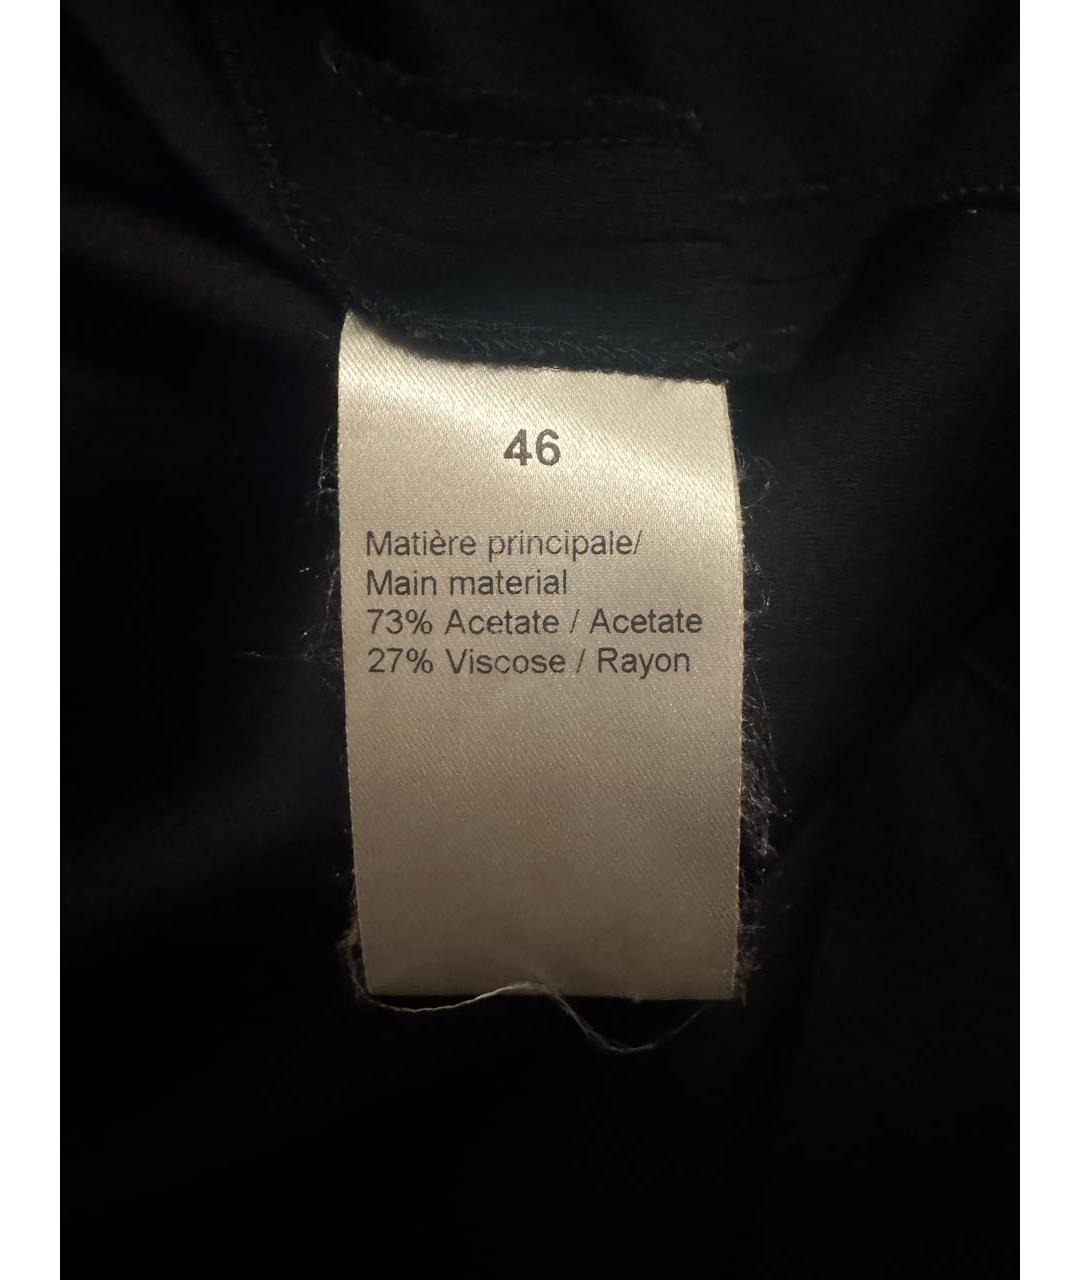 46
Matière principale/
Main material
73% Acetate / Acetate
27% Viscose / Rayon